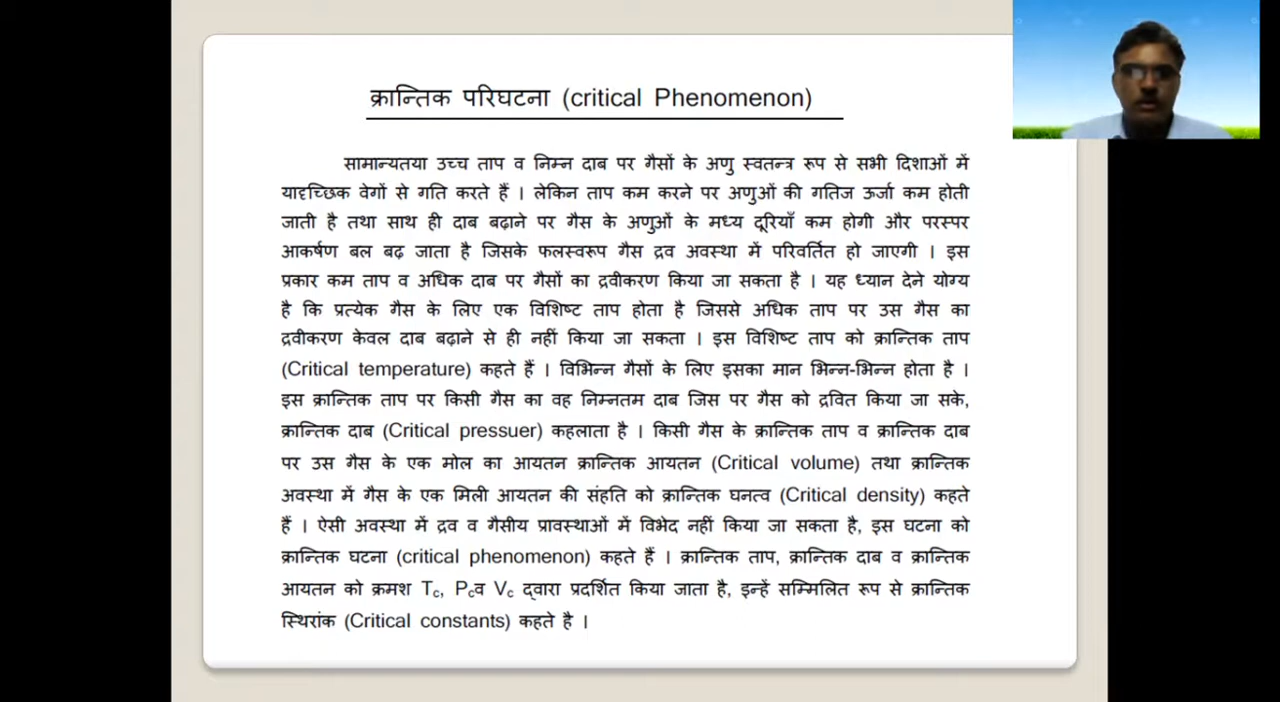 क्रान्तिक परिघटना (critical Phenomenon)
सामान्यतया उच्च ताप व निम्न दाब पर गैसों के अणु स्वतन्त्र रूप से सभी दिशाओं में
यादृच्छिक वेगों से गति करते हैं । लेकिन ताप कम करने पर अणुओं की गतिज ऊर्जा कम होती
जाती है तथा साथ ही दाब बढ़ाने पर गैस के अणुओं के मध्य दूरियाँ कम होगी और परस्पर
आकर्षण बल बढ़ जाता है जिसके फलस्वरूप गैस द्रव अवस्था में परिवर्तित हो जाएगी । इस
प्रकार कम ताप व अधिक दाब पर गैसों का द्रवीकरण किया जा सकता है । यह ध्यान देने योग्य
है कि प्रत्येक गैस के लिए एक विशिष्ट ताप होता है जिससे अधिक ताप पर उस गैस का
द्रवीकरण केवल दाब बढ़ाने से ही नहीं किया जा सकता । इस विशिष्ट ताप को क्रान्तिक ताप
(Critical temperature) कहते हैं । विभिन्न गैसों के लिए इसका मान भिन्न-भिन्न होता है ।
इस क्रान्तिक ताप पर किसी गैस का वह निम्नतम दाब जिस पर गैस को द्रवित किया जा सके,
क्रान्तिक दाब (Critical pressuer) कहलाता है । किसी गैस के क्रान्तिक ताप व क्रान्तिक दाब
पर उस गैस के एक मोल का आयतन क्रान्तिक आयतन (Critical volume) तथा क्रान्तिक
अवस्था में गैस के एक मिली आयतन की संहति को क्रान्तिक घनत्व (Critical density) कहते
हैं । ऐसी अवस्था में द्रव व गैसीय प्रावस्थाओं में विभेद नहीं किया जा सकता है, इस घटना को
क्रान्तिक घटना (critical phenomenon) कहते हैं । क्रान्तिक ताप, क्रान्तिक दाब व क्रान्तिक
आयतन को क्रमश Tc, Pcव Vc द्वारा प्रदर्शित किया जाता है, इन्हें सम्मिलित रूप से क्रान्तिक
स्थिरांक (Critical constants) कहते है ।